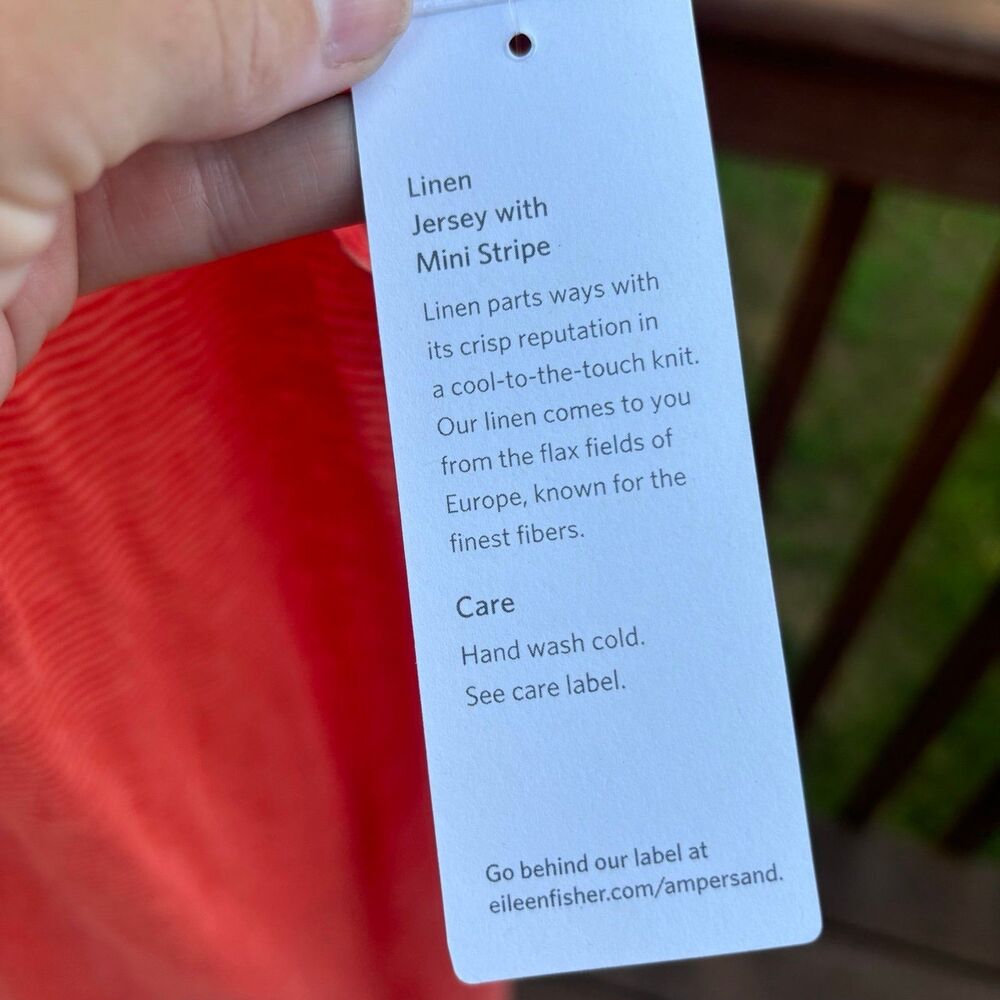 Linen
Jersey with
Mini Stripe
Linen parts ways with
its crisp reputation in
a cool-to-the-touch knit.
Our linen comes to you
from the flax fields of
Europe, known for the
finest fibers.
Care
Hand wash cold.
See care label.
Go behind our label at
eileenfisher.com/ampersand.